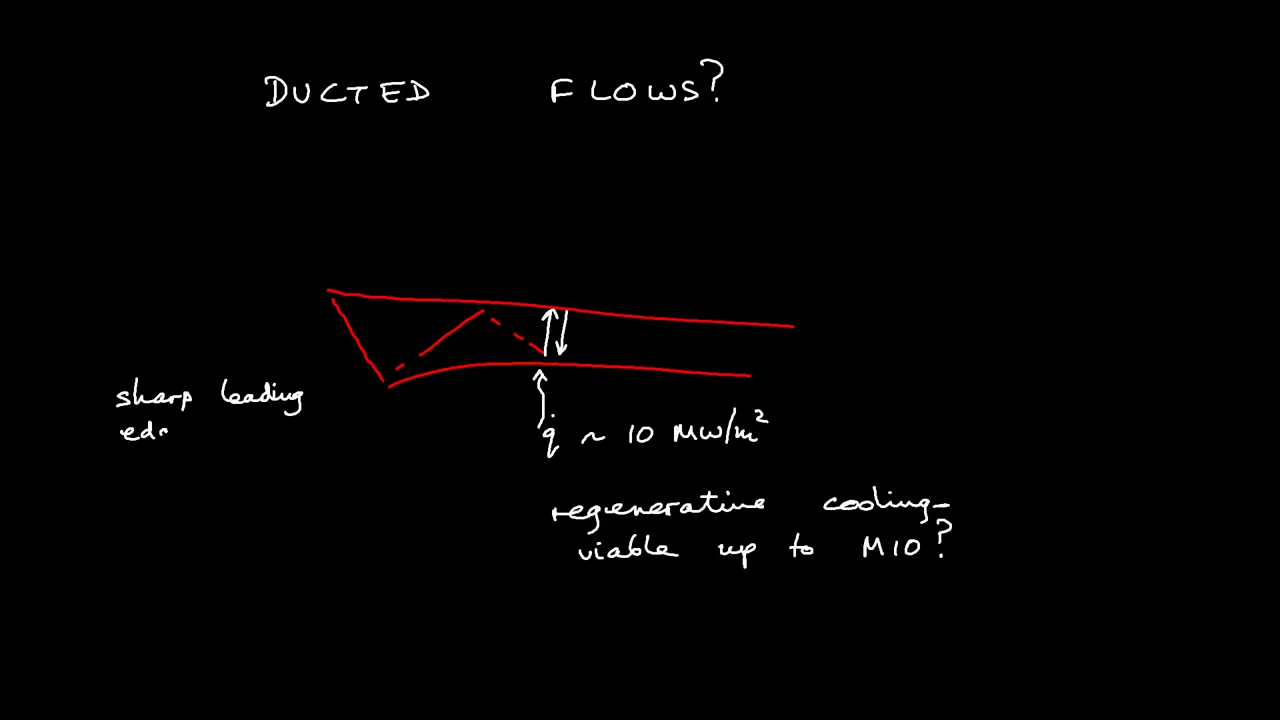 DUCTED FLOWS?
sharp leading
q̇ ~ 10 MW/m²
regenerative cooling-
viable up to M10?